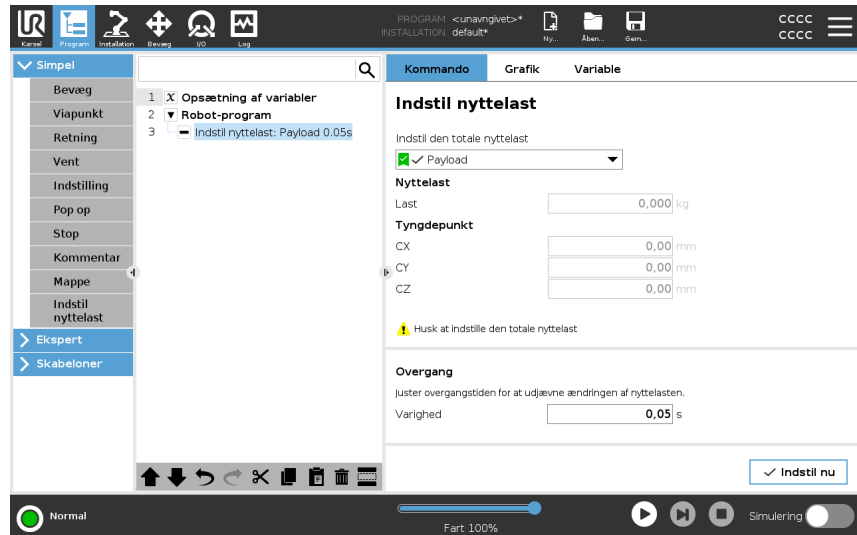 UR
Kørsel
Program
Installation
Bevæg
I/O
Log
PROGRAM <unavngivet>*
INSTALLATION default*
Ny...
Åben...
Gem...
CCCC
CCCC
Simpel
Bevæg
Viapunkt
Retning
Vent
Indstilling
Pop op
Stop
Kommentar
Mappe
Indstil
nyttelast
Ekspert
Skabeloner
1 X Opsætning af variabler
2 Robot-program
3 Indstil nyttelast: Payload 0.05s
Kommando Grafik Variable
Indstil nyttelast
Indstil den totale nyttelast
Payload
Nyttelast
Last 0,000 kg
Tyngdepunkt
CX 0,00 mm
CY 0,00 mm
CZ 0,00 mm
Husk at indstille den totale nyttelast
Overgang
Juster overgangstiden for at udjævne ændringen af nyttelasten.
Varighed 0,05 s
Indstil nu
Normal
Fart 100%
Simulering